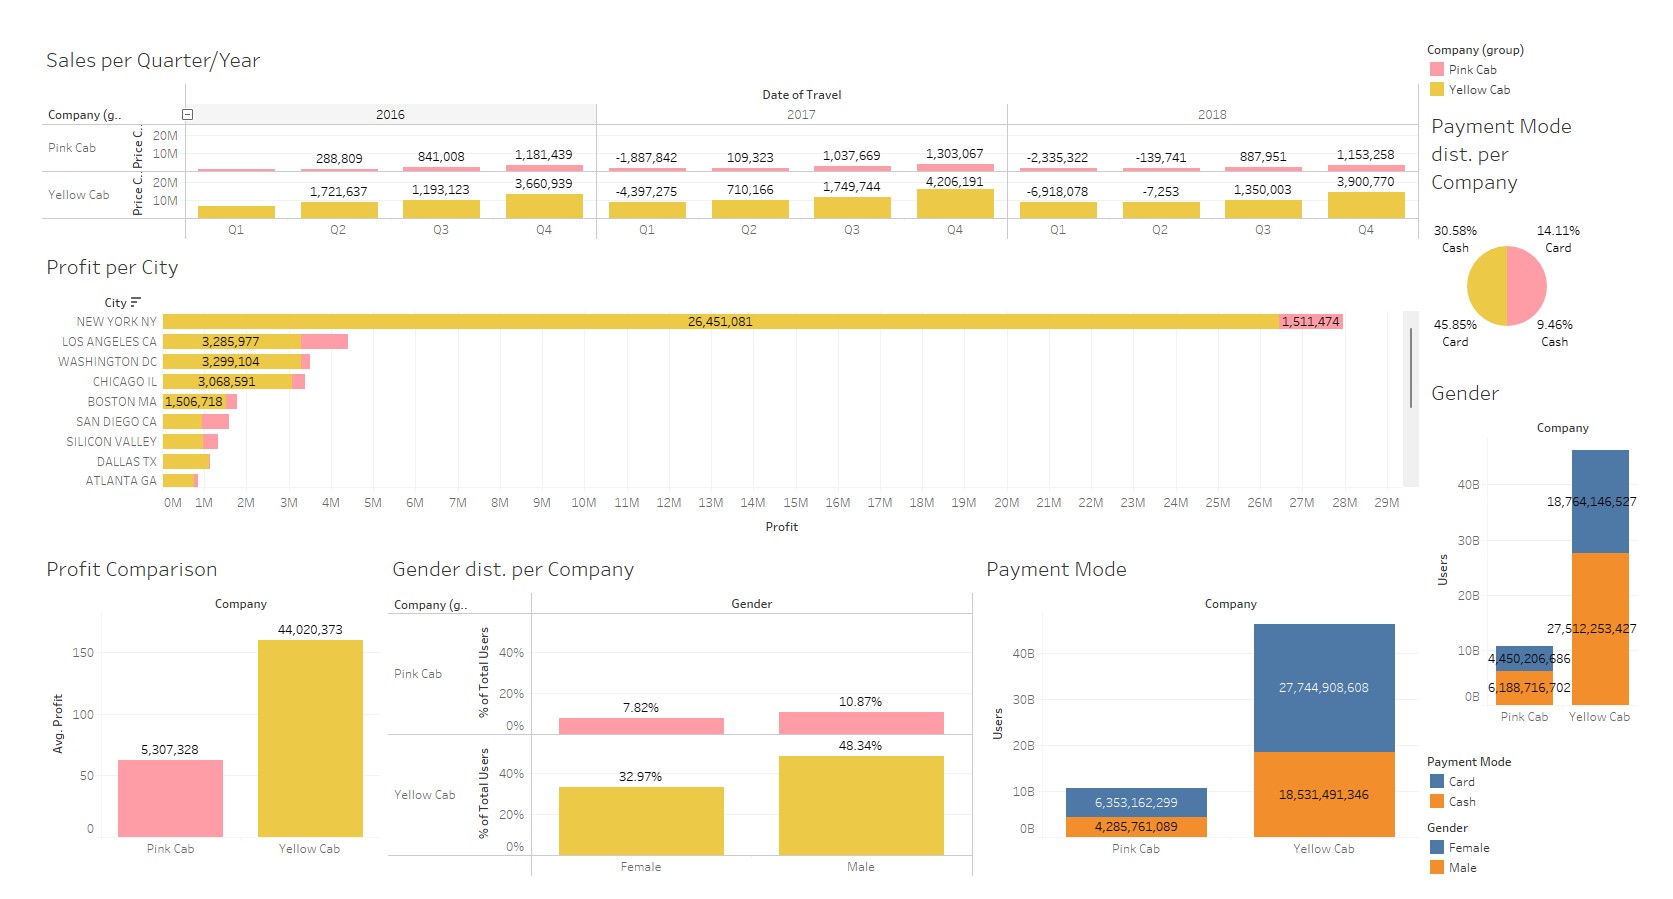 Sales per Quarter/Year
Date of Travel
Company (g..
2016
2017
2018
Pink Cab
Price C..
20M
10M
288,809
841,008
1,181,439
-1,887,842
109,323
1,037,669
1,303,067
-2,335,322
-139,741
887,951
1,153,258
Yellow Cab
Price C..
20M
10M
1,721,637
1,193,123
3,660,939
-4,397,275
710,166
1,749,744
4,206,191
-6,918,078
-7,253
1,350,003
3,900,770
Q1 Q2 Q3 Q4 Q1 Q2 Q3 Q4 Q1 Q2 Q3 Q4
Company (group)
Pink Cab
Yellow Cab
Payment Mode
dist. per
Company
30.58%
Cash
14.11%
Card
45.85%
Card
9.46%
Cash
Profit per City
City
NEW YORK NY 26,451,081 1,511,474
LOS ANGELES CA 3,285,977
WASHINGTON DC 3,299,104
CHICAGO IL 3,068,591
BOSTON MA 1,506,718
SAN DIEGO CA
SILICON VALLEY
DALLAS TX
ATLANTA GA
0M 1M 2M 3M 4M 5M 6M 7M 8M 9M 10M 11M 12M 13M 14M 15M 16M 17M 18M 19M 20M 21M 22M 23M 24M 25M 26M 27M 28M 29M
Profit
Gender
Company
Users
40B
30B
20B
10B
0B
18,764,146,527
27,512,253,427
4,450,206,686
6,188,716,702
Pink Cab Yellow Cab
Profit Comparison
Company
Avg. Profit
150
100
50
0
5,307,328
44,020,373
Pink Cab Yellow Cab
Gender dist. per Company
Company (g..
Gender
Pink Cab
% of Total Users
40%
20%
0%
7.82%
10.87%
Yellow Cab
% of Total Users
40%
20%
0%
32.97%
48.34%
Female Male
Payment Mode
Company
Users
40B
30B
20B
10B
0B
6,353,162,299
4,285,761,089
27,744,908,608
18,531,491,346
Pink Cab Yellow Cab
Payment Mode
Card
Cash
Gender
Female
Male